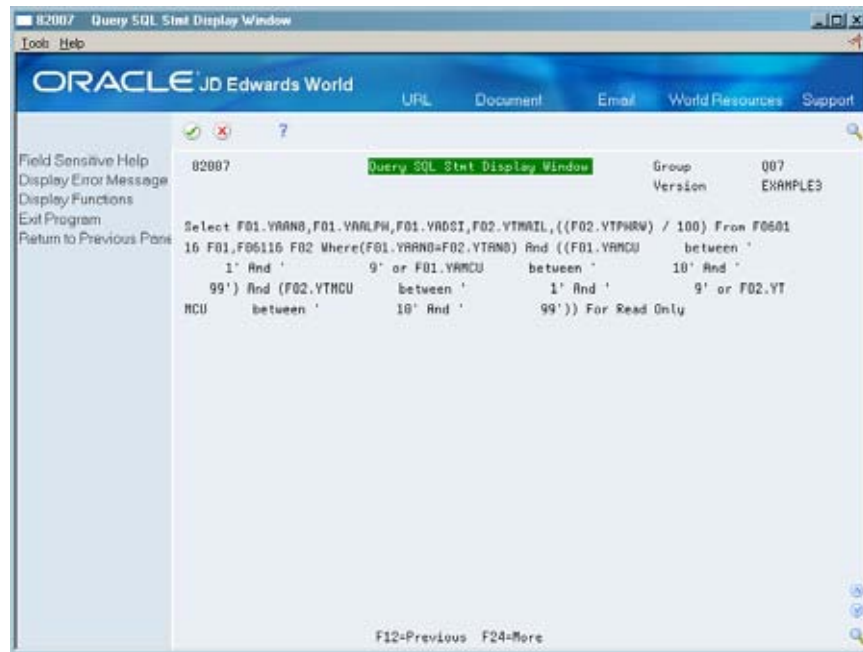 82007 Query SQL Stmt Display Window
Tools Help
ORACLE JD Edwards World
URL Document Email World Resources Support
?
Field Sensitive Help
Display Error Message
Display Functions
Exit Program
Return to Previous Pane
82007 Query SQL Stmt Display Window Group Q07
Version EXAMPLE3
Select F01.YAAN8,F01.YAALPH,F01.YADSI,F02.YTMAIL,((F02.YTPHRW) / 100) From F0601
16 F01,F06116 F02 Where(F01.YAAN8=F02.YTAN8) And ((F01.YAMCU between '
1' And ' 9' or F01.YAMCU between ' 10' And '
99') And (F02.YTMCU between ' 1' And ' 9' or F02.YT
MCU between ' 10' And ' 99')) For Read Only
F12=Previous F24=More